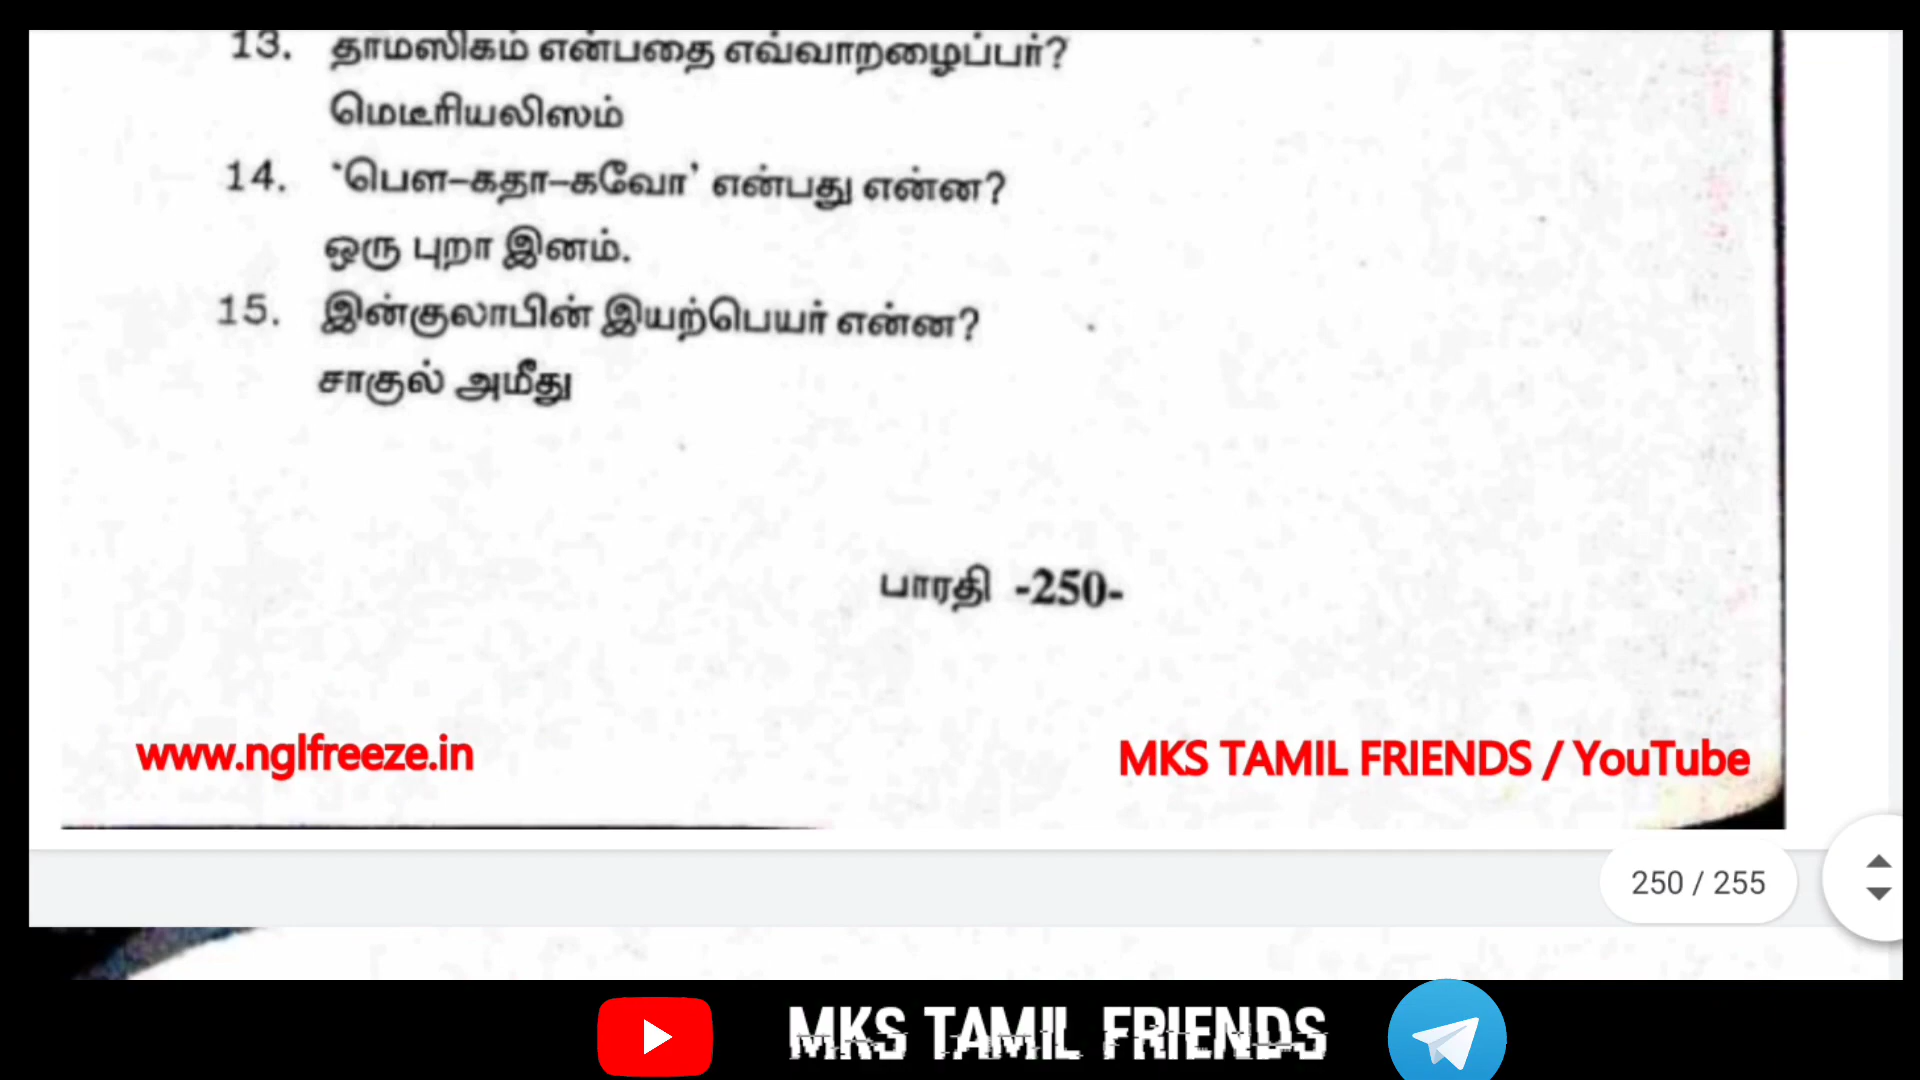 13. தாமஸிகம் என்பதை எவ்வாறழைப்பர்?
மெடீரியலிஸம்
14. ‘பௌ–கதா–கவோ’ என்பது என்ன?
ஒரு புறா இனம்.
15. இன்குலாபின் இயற்பெயர் என்ன?
சாகுல் அமீது
பாரதி -250-
www.nglfreeze.in
MKS TAMIL FRIENDS / YouTube
250 / 255
MKS TAMIL FRIENDS